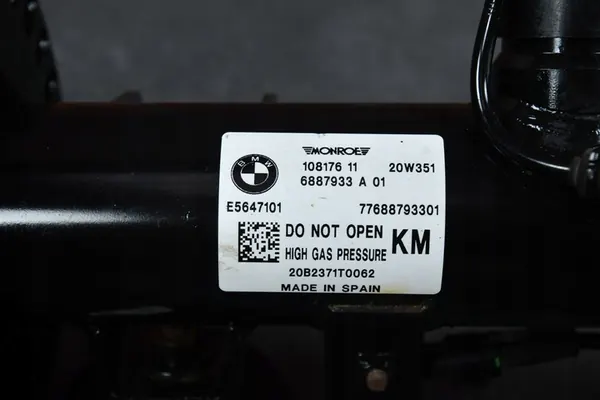 MONROE
BMW
108176 11 20W351
6887933 A 01
E5647101 77688793301
DO NOT OPEN
HIGH GAS PRESSURE
KM
20B2371T0062
MADE IN SPAIN